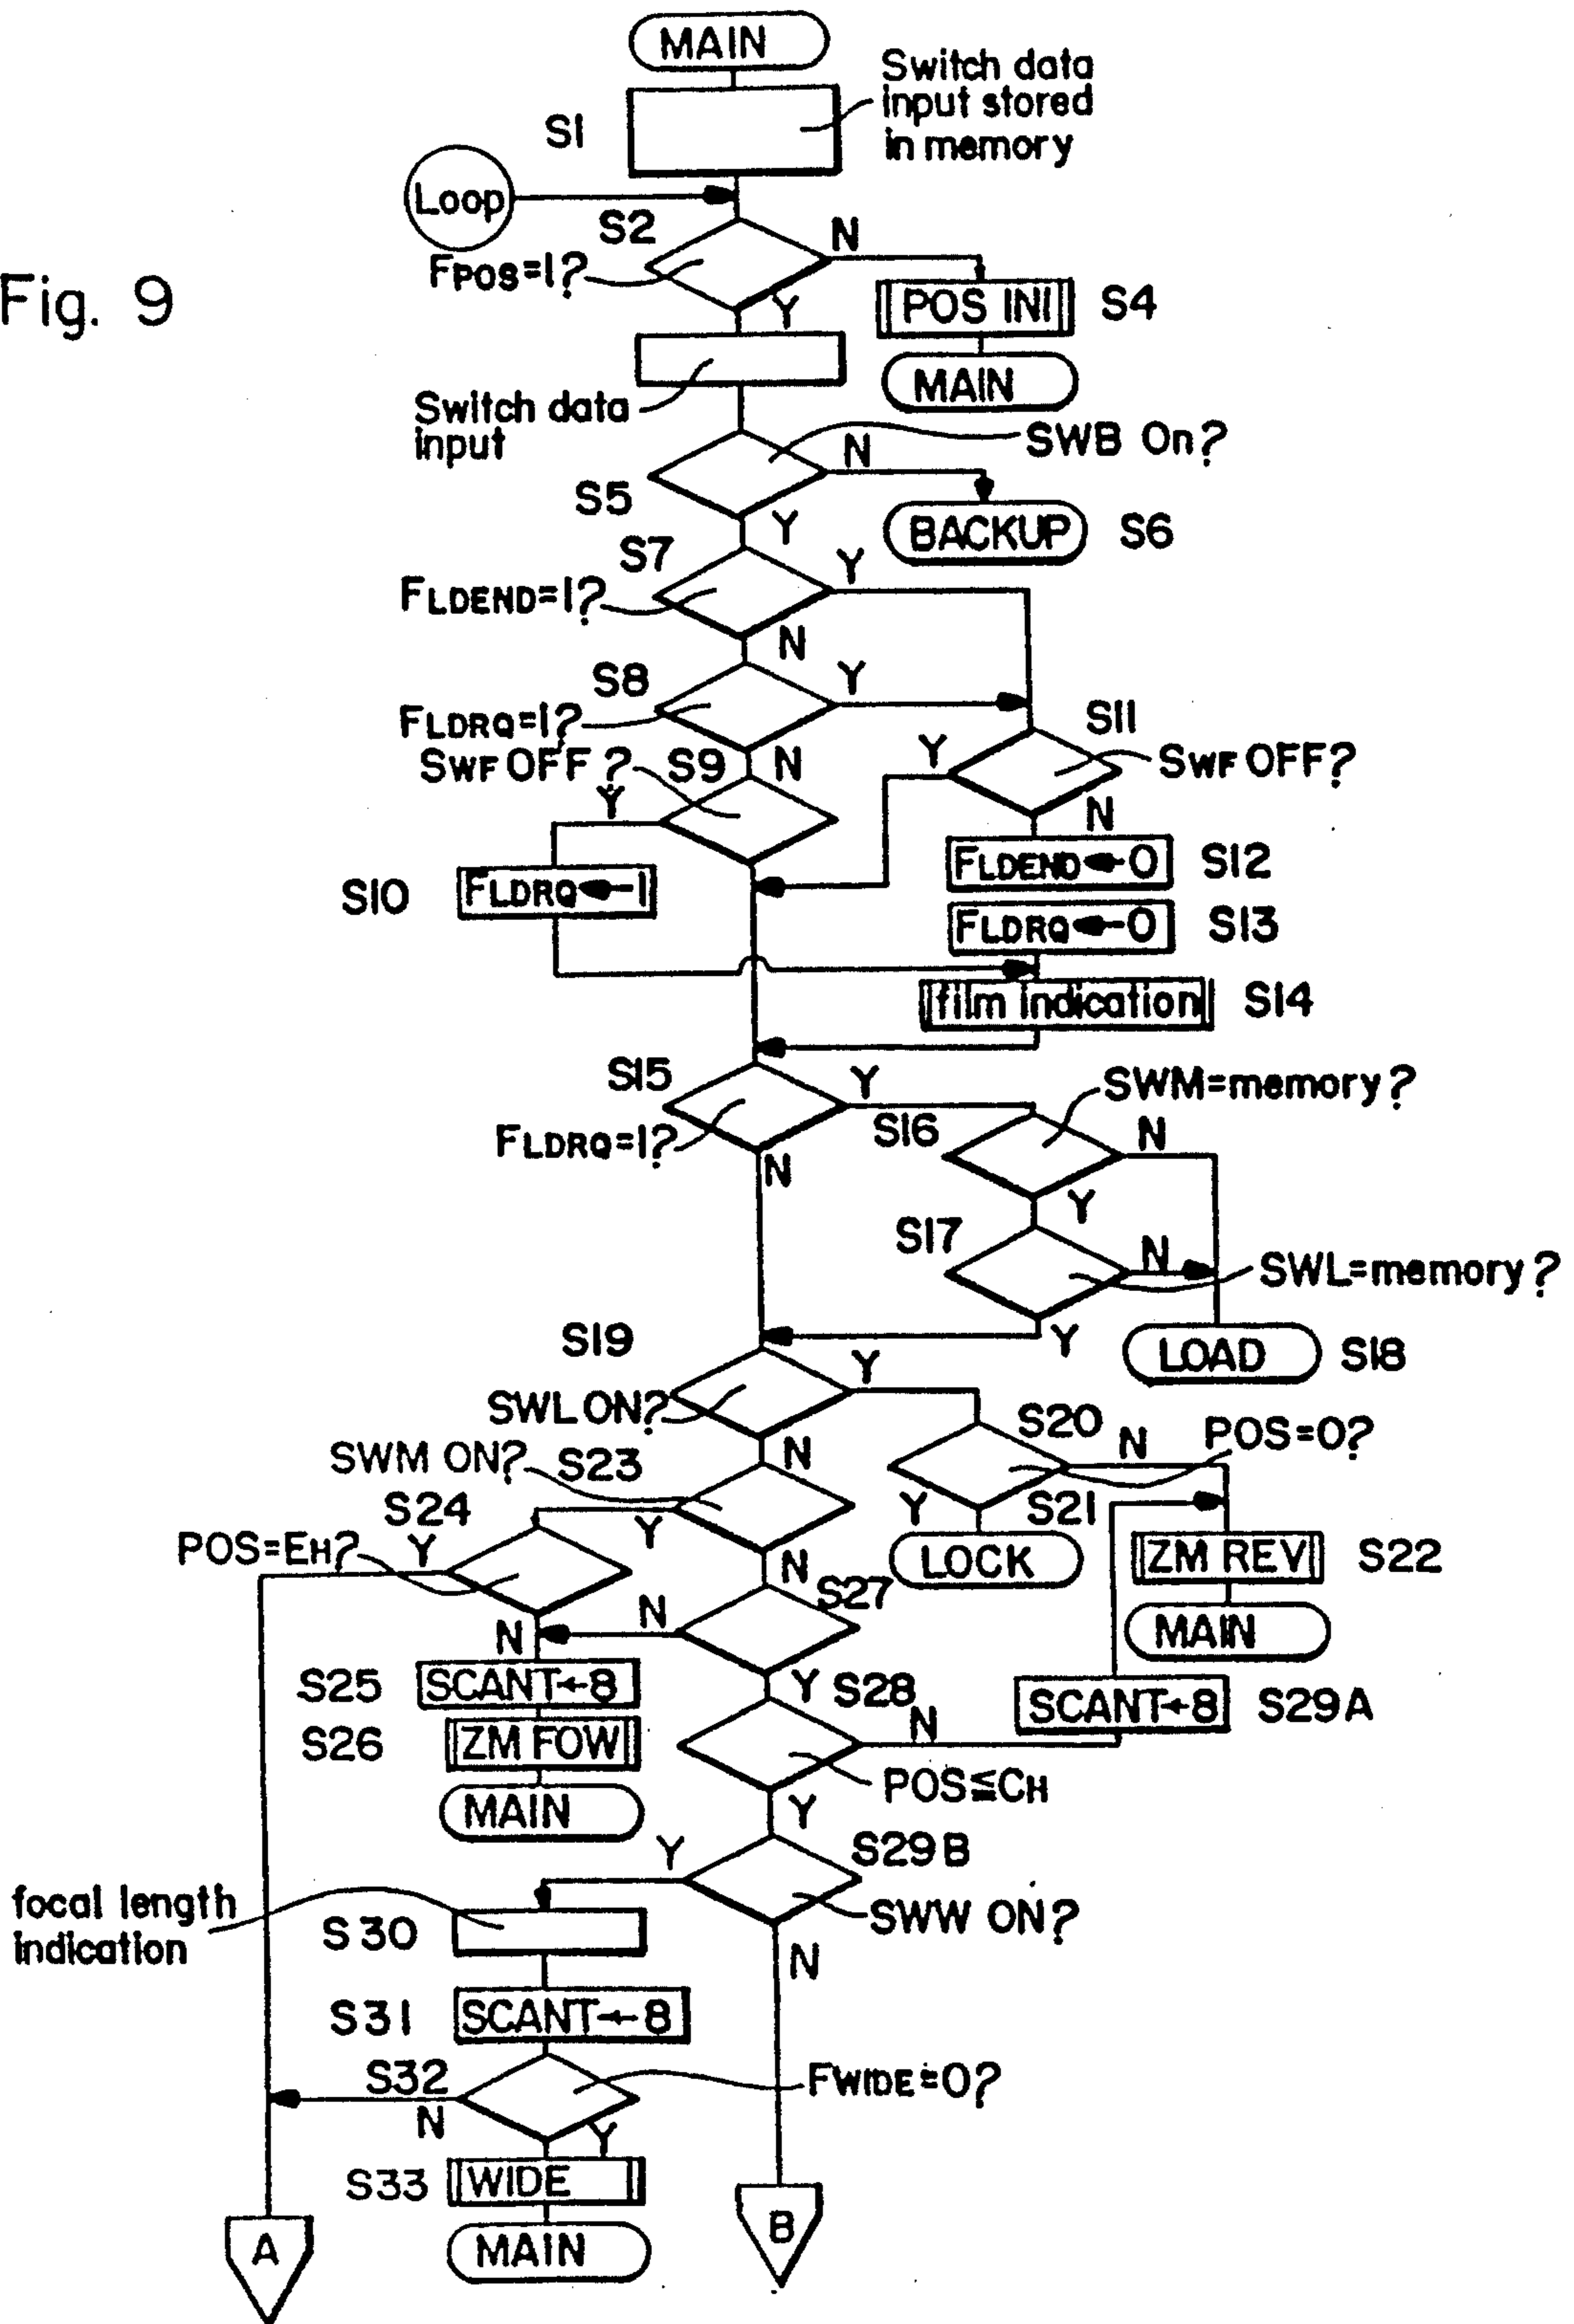 MAIN
Switch data
input stored
in memory
S1
Loop
S2
N
FPOS=1?
Fig. 9
Y
POS INI
S4
MAIN
Switch data
input
SWB On?
N
S5
Y
BACKUP
S6
S7
Y
FLDEND=1?
N
S8
Y
FLDRQ=1?
S11
N
Y
SWF OFF?
SWF OFF?
S9
Y
N
FLDEND←0
S12
S10
FLDRQ←1
FLDRQ←0
S13
film indication
S14
S15
Y
SWM=memory?
FLDRQ=1?
S16
N
N
Y
S17
N
SWL=memory?
Y
S19
Y
LOAD
S18
SWL ON?
S20
N
POS=0?
N
SWM ON?
S23
S24
Y
Y
S21
POS=EH?
Y
LOCK
ZM REV
S22
N
S27
N
N
MAIN
S25
SCANT←8
Y
S28
N
SCANT←8
S29A
S26
ZM FOW
POS≦CH
MAIN
Y
Y
S29B
focal length
indication
S30
SWW ON?
N
S31
SCANT←8
S32
FWIDE=0?
N
Y
S33
WIDE
MAIN
A
B